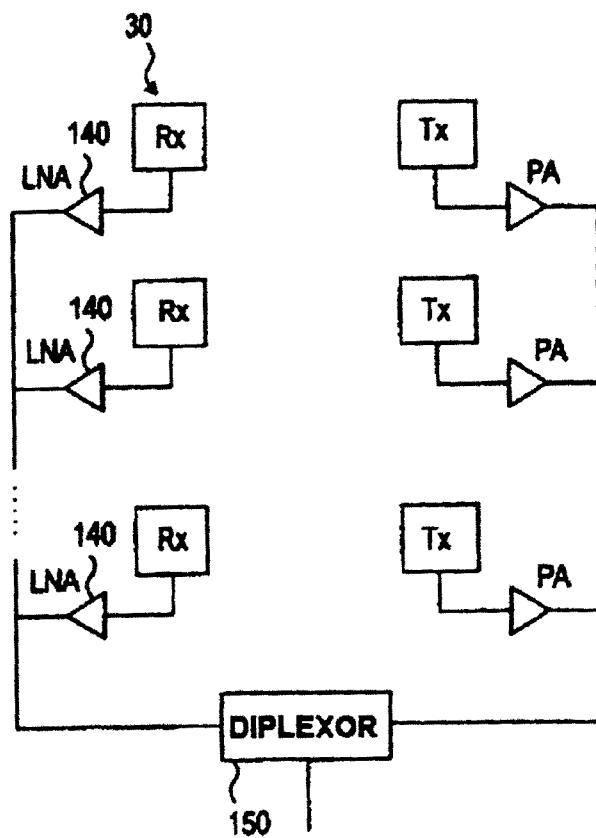 30
140
Rx
Tx
LNA
PA
140
Rx
Tx
LNA
PA
140
Rx
Tx
LNA
PA
DIPLEXOR
150